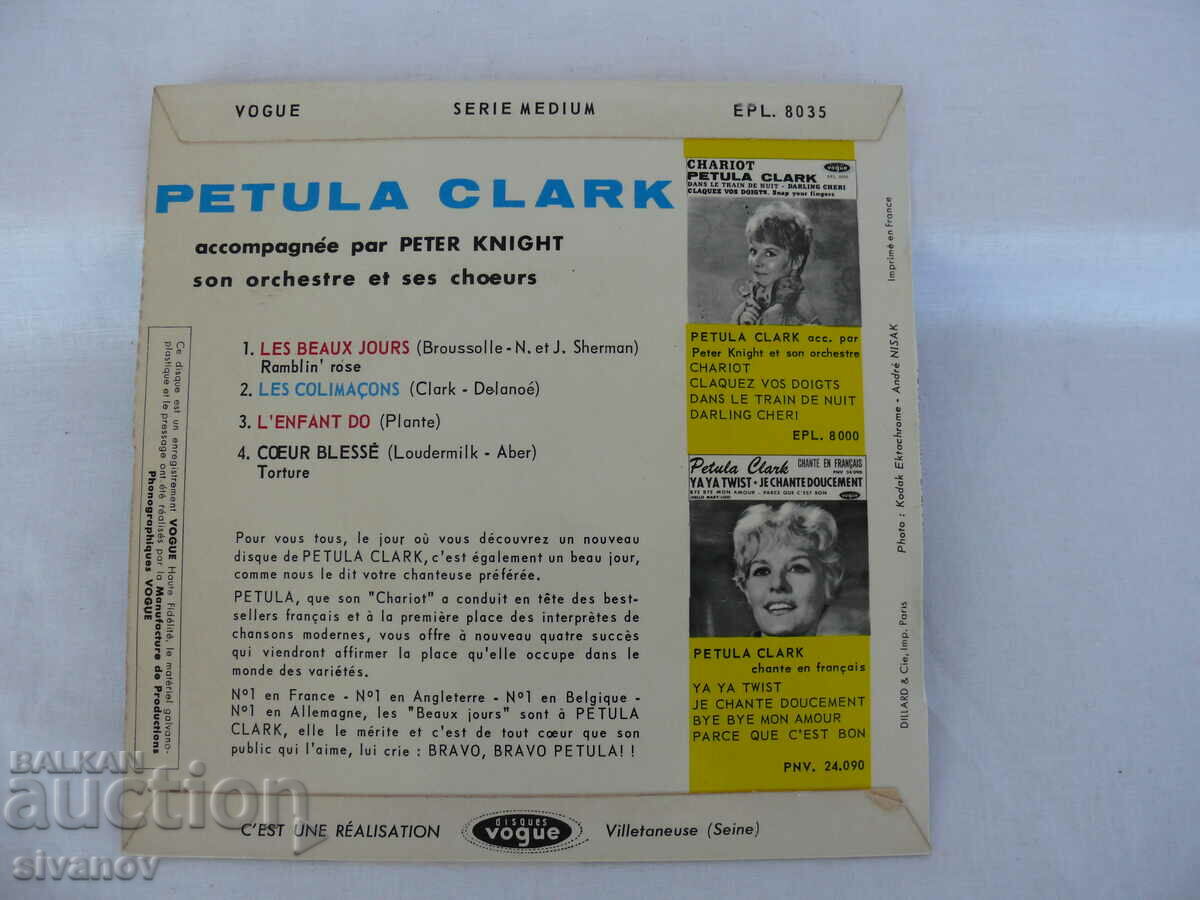 VOGUE SERIE MEDIUM EPL. 8035
PETULA CLARK
accompagnée par PETER KNIGHT
son orchestre et ses chœurs
1. LES BEAUX JOURS (Broussolle - N. et J. Sherman)
Ramblin' rose
2. LES COLIMAÇONS (Clark - Delanoé)
3. L'ENFANT DO (Plante)
4. CŒUR BLESSÉ (Loudermilk - Aber)
Torture
Pour vous tous, le jour où vous découvrez un nouveau
disque de PETULA CLARK, c'est également un beau jour,
comme nous le dit votre chanteuse préférée.
PETULA, que son "Chariot" a conduit en tête des best-
sellers français et à la première place des interprètes de
chansons modernes, vous offre à nouveau quatre succès
qui viendront affirmer la place qu'elle occupe dans le
monde des variétés.
N°1 en France - N°1 en Angleterre - N°1 en Belgique -
N°1 en Allemagne, les "Beaux jours" sont à PETULA
CLARK, elle le mérite et c'est de tout cœur que son
public qui l'aime, lui crie : BRAVO, BRAVO PETULA! !
Ce disque est un enregistrement VOGUE Haute Fidélité, le matériel galvano-
plastique et le pressage ont été réalisés par la Manufacture de Productions
Phonographiques VOGUE
CHARIOT
PETULA CLARK
DANS LE TRAIN DE NUIT - DARLING CHERI
CLAQUEZ VOS DOIGTS. Snap your fingers
vogue
PETULA CLARK acc. par
Peter Knight et son orchestre
CHARIOT
CLAQUEZ VOS DOIGTS
DANS LE TRAIN DE NUIT
DARLING CHERI
EPL. 8000
Petula Clark CHANTE EN FRANÇAIS
PNV 24.090
YA YA TWIST • JE CHANTE DOUCEMENT
BYE BYE MON AMOUR - PARCE QUE C'EST BON
(HELLO MARY LOU)
vogue
PETULA CLARK
chante en français
YA YA TWIST
JE CHANTE DOUCEMENT
BYE BYE MON AMOUR
PARCE QUE C'EST BON
PNV. 24.090
DILLARD & Cie, Imp. Paris Photo : Kodak Ektachrome - André NISAK Imprimé en France
C'EST UNE RÉALISATION disques vogue Villetaneuse (Seine)
BALKAN
auction
sivanov